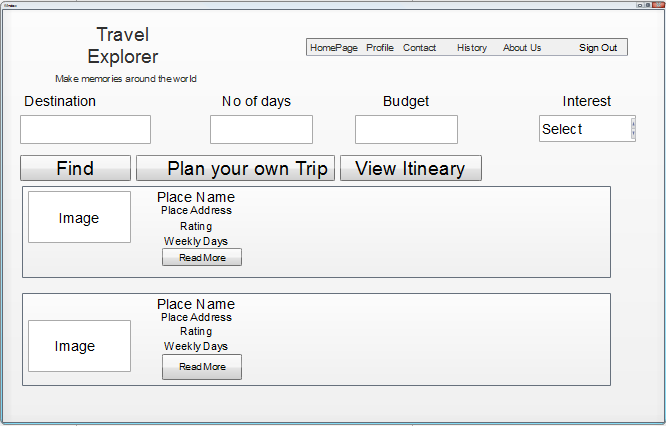 Travel
Explorer
Make memories around the world
HomePage Profile Contact History About Us Sign Out
Destination No of days Budget Interest
Select
Find Plan your own Trip View Itineary
Image
Place Name
Place Address
Rating
Weekly Days
Read More
Image
Place Name
Place Address
Rating
Weekly Days
Read More